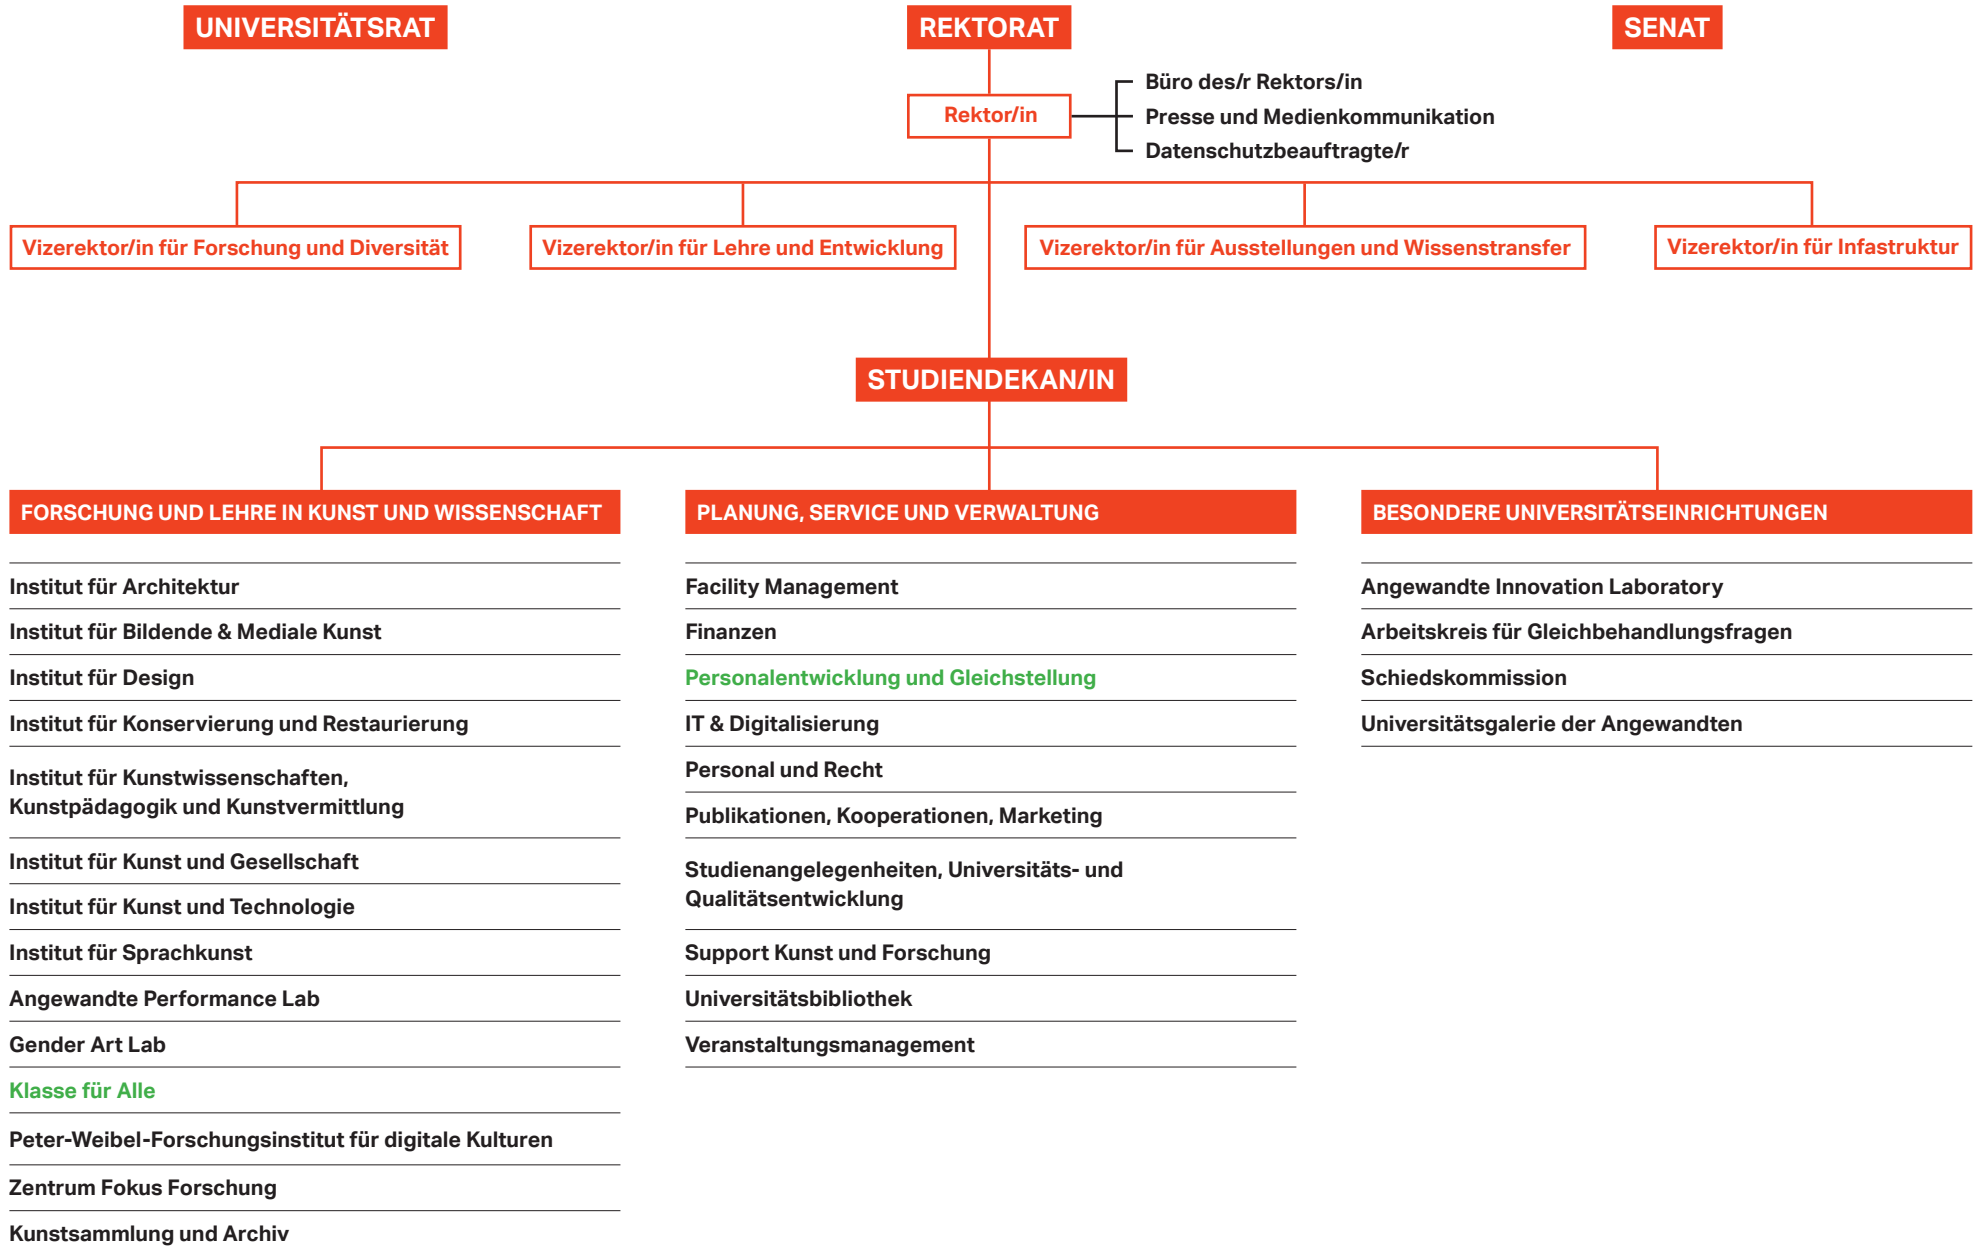 UNIVERSITÄTSRAT
REKTORAT
SENAT
Rektor/in
Büro des/r Rektors/in
Presse und Medienkommunikation
Datenschutzbeauftragte/r
Vizerektor/in für Forschung und Diversität
Vizerektor/in für Lehre und Entwicklung
Vizerektor/in für Ausstellungen und Wissenstransfer
Vizerektor/in für Infastruktur
STUDIENDEKAN/IN
FORSCHUNG UND LEHRE IN KUNST UND WISSENSCHAFT
Institut für Architektur
Institut für Bildende & Mediale Kunst
Institut für Design
Institut für Konservierung und Restaurierung
Institut für Kunstwissenschaften,
Kunstpädagogik und Kunstvermittlung
Institut für Kunst und Gesellschaft
Institut für Kunst und Technologie
Institut für Sprachkunst
Angewandte Performance Lab
Gender Art Lab
Klasse für Alle
Peter-Weibel-Forschungsinstitut für digitale Kulturen
Zentrum Fokus Forschung
Kunstsammlung und Archiv
PLANUNG, SERVICE UND VERWALTUNG
Facility Management
Finanzen
Personalentwicklung und Gleichstellung
IT & Digitalisierung
Personal und Recht
Publikationen, Kooperationen, Marketing
Studienangelegenheiten, Universitäts- und
Qualitätsentwicklung
Support Kunst und Forschung
Universitätsbibliothek
Veranstaltungsmanagement
BESONDERE UNIVERSITÄTSEINRICHTUNGEN
Angewandte Innovation Laboratory
Arbeitskreis für Gleichbehandlungsfragen
Schiedskommission
Universitätsgalerie der Angewandten